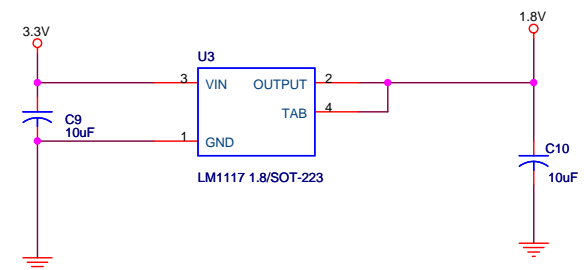 3.3V
1.8V
U3
3 VIN OUTPUT 2
TAB 4
C9
10uF
1 GND
C10
10uF
LM1117 1.8/SOT-223